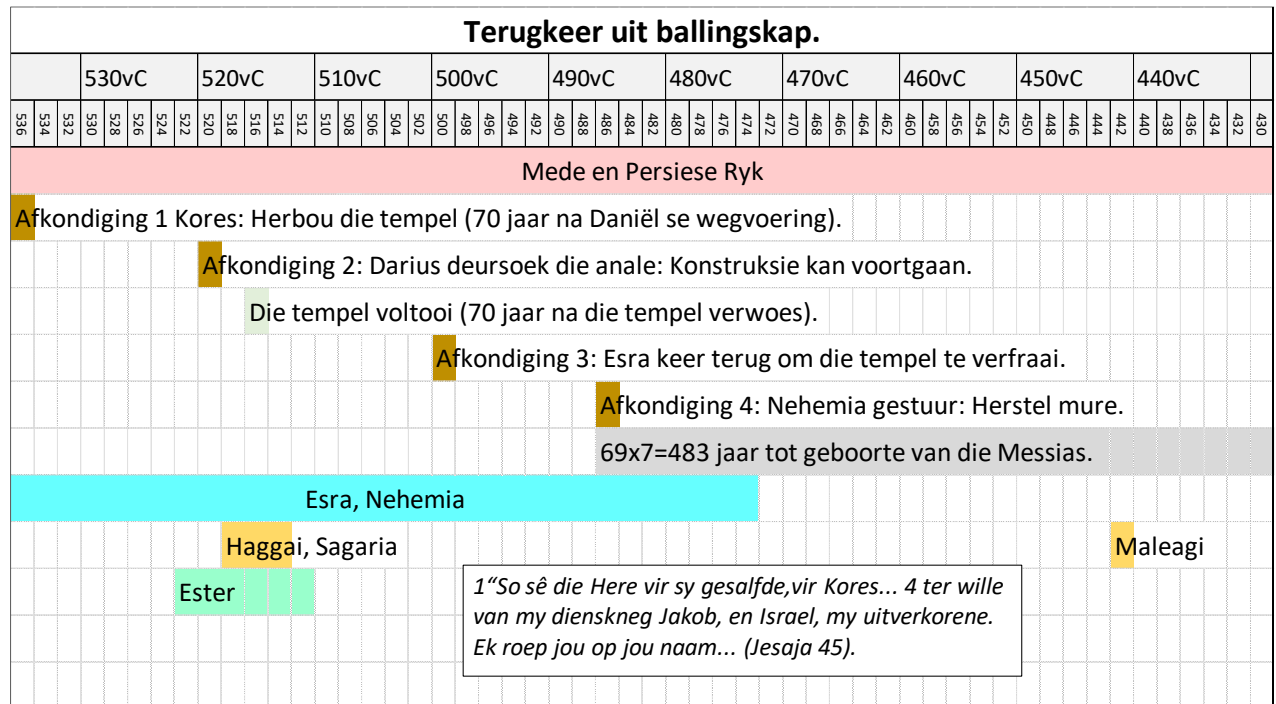 Terugkeer uit ballingskap.
530vC 520vC 510vC 500vC 490vC 480vC 470vC 460vC 450vC 440vC
536 534 532 530 528 526 524 522 520 518 516 514 512 510 508 506 504 502 500 498 496 494 492 490 488 486 484 482 480 478 476 474 472 470 468 466 464 462 460 458 456 454 452 450 448 446 444 442 440 438 436 434 432 430
Mede en Persiese Ryk
Afkondiging 1 Kores: Herbou die tempel (70 jaar na Daniël se wegvoering).
Afkondiging 2: Darius deursoek die anale: Konstruksie kan voortgaan.
Die tempel voltooi (70 jaar na die tempel verwoes).
Afkondiging 3: Esra keer terug om die tempel te verfraai.
Afkondiging 4: Nehemia gestuur: Herstel mure.
69x7=483 jaar tot geboorte van die Messias.
Esra, Nehemia
Haggai, Sagaria Maleagi
Ester
1“So sê die Here vir sy gesalfde,vir Kores... 4 ter wille
van my dienskneg Jakob, en Israel, my uitverkorene.
Ek roep jou op jou naam... (Jesaja 45).